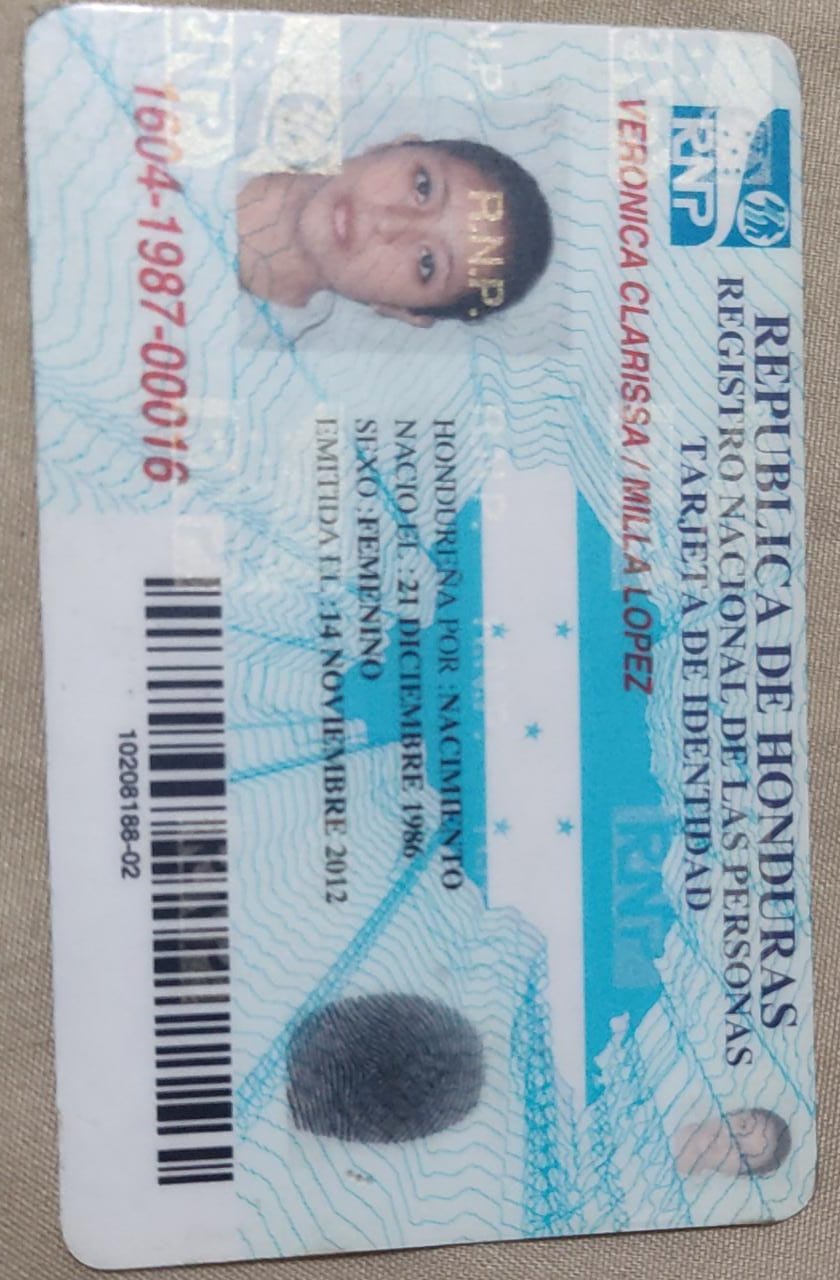 RNP
REPUBLICA DE HONDURAS
REGISTRO NACIONAL DE LAS PERSONAS
TARJETA DE IDENTIDAD
VERONICA CLARISSA / MILLA LOPEZ
R.N.P.
HONDUREÑA POR :NACIMIENTO
NACIO EL :21 DICIEMBRE 1986
SEXO :FEMENINO
EMITIDA EL :14 NOVIEMBRE 2012
1604-1987-00016
10208188-02
RNP